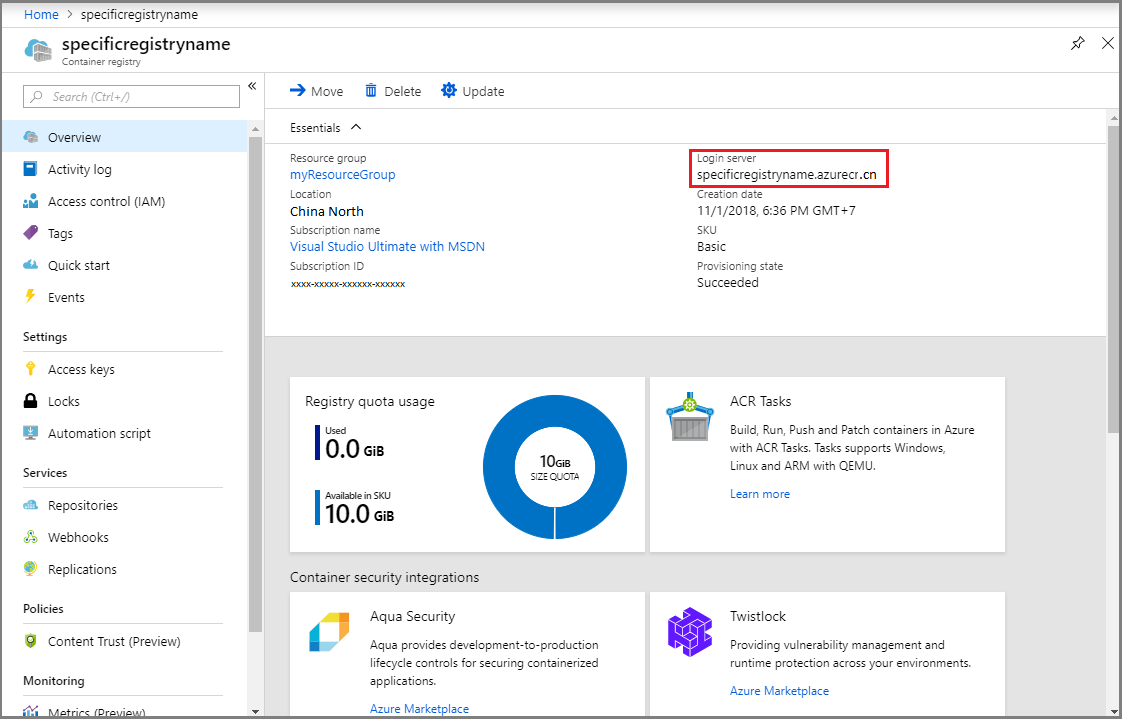 Home > specificregistryname
specificregistryname
Container registry
Search (Ctrl+/)
«
Overview
Activity log
Access control (IAM)
Tags
Quick start
Events
Settings
Access keys
Locks
Automation script
Services
Repositories
Webhooks
Replications
Policies
Content Trust (Preview)
Monitoring
Metrics (Preview)
Move Delete Update
Essentials
Resource group
myResourceGroup
Location
China North
Subscription name
Visual Studio Ultimate with MSDN
Subscription ID
xxxx-xxxxx-xxxxxx-xxxxxx
Login server
specificregistryname.azurecr.cn
Creation date
11/1/2018, 6:36 PM GMT+7
SKU
Basic
Provisioning state
Succeeded
Registry quota usage
Used
0.0 GiB
Available in SKU
10.0 GiB
10GiB
SIZE QUOTA
ACR Tasks
Build, Run, Push and Patch containers in Azure
with ACR Tasks. Tasks supports Windows,
Linux and ARM with QEMU.
Learn more
Container security integrations
Aqua Security
Aqua provides development-to-production
lifecycle controls for securing containerized
applications.
Azure Marketplace
Twistlock
Providing vulnerability management and
runtime protection across your environments.
Azure Marketplace